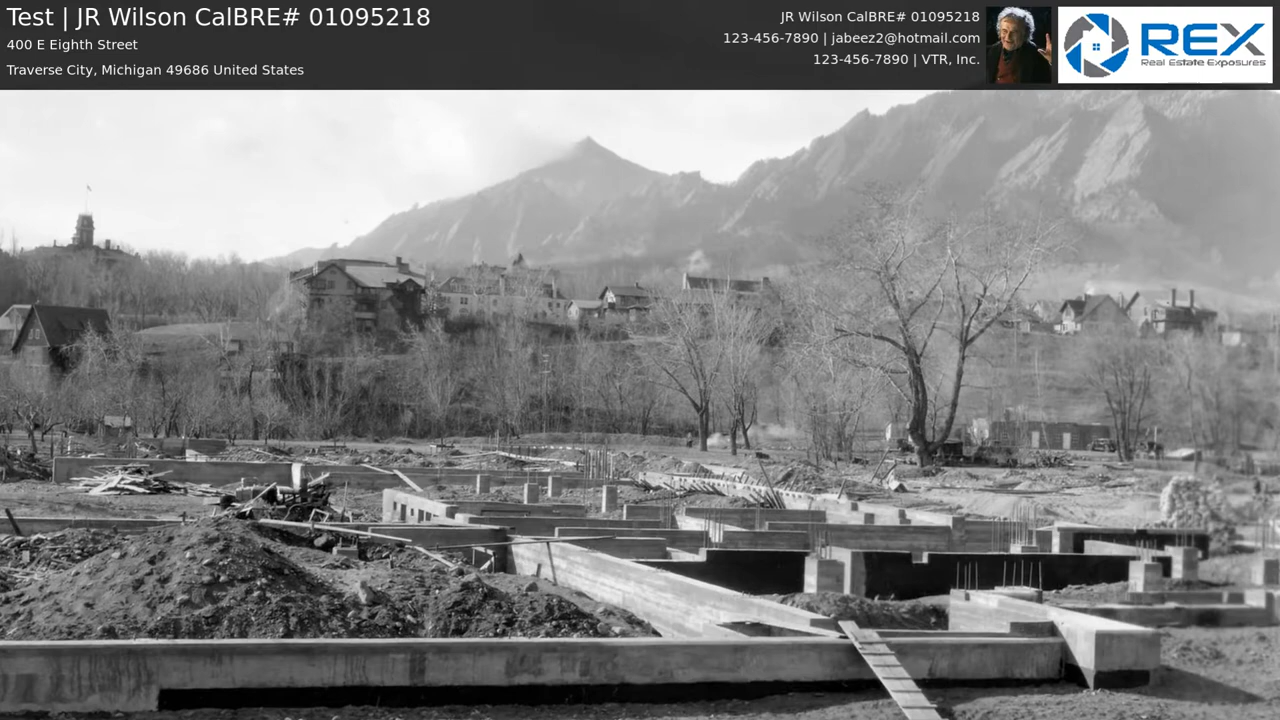 Test | JR Wilson CalBRE# 01095218
400 E Eighth Street
Traverse City, Michigan 49686 United States
JR Wilson CalBRE# 01095218
123-456-7890 | jabeez2@hotmail.com
123-456-7890 | VTR, Inc.
REX
Real Estate Exposures